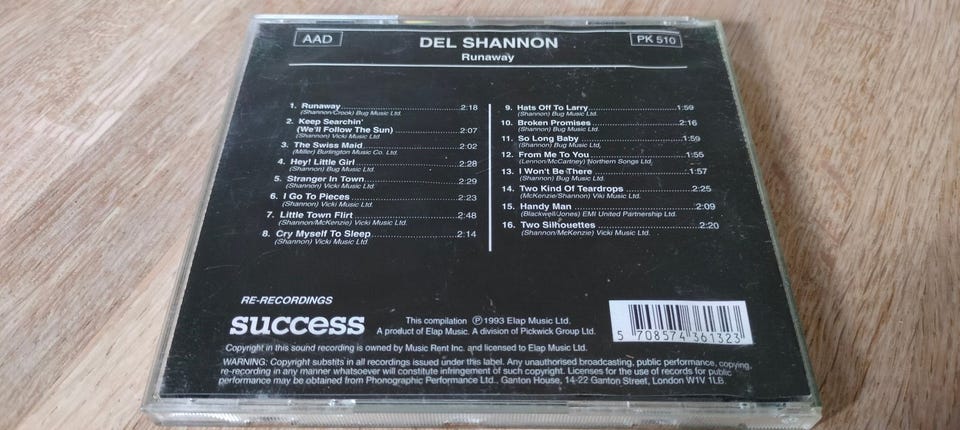 AAD
DEL SHANNON
PK 510
Runaway
1. Runaway 2:18
(Shannon/Crook) Bug Music Ltd.
2. Keep Searchin'
(We'll Follow The Sun) 2:07
(Shannon) Vicki Music Ltd.
3. The Swiss Maid 2:02
(Miller) Burlington Music Co. Ltd.
4. Hey! Little Girl 2:28
(Shannon) Bug Music Ltd.
5. Stranger In Town 2:29
(Shannon) Vicki Music Ltd.
6. I Go To Pieces 2:23
(Shannon) Vicki Music Ltd.
7. Little Town Flirt 2:48
(Shannon/McKenzie) Vicki Music Ltd.
8. Cry Myself To Sleep 2:14
(Shannon) Vicki Music Ltd.
9. Hats Off To Larry 1:59
(Shannon) Bug Music Ltd.
10. Broken Promises 2:16
(Shannon) Bug Music Ltd.
11. So Long Baby 1:59
(Shannon) Bug Music Ltd.
12. From Me To You 1:55
(Lennon/McCartney) Northern Songs Ltd.
13. I Won't Be There 1:57
(Shannon) Bug Music Ltd.
14. Two Kind Of Teardrops 2:25
(McKenzie/Shannon) Viki Music Ltd.
15. Handy Man 2:09
(Blackwell/Jones) EMI United Partnership Ltd.
16. Two Silhouettes 2:20
(Shannon/McKenzie) Vicki Music Ltd.
RE-RECORDINGS
success
This compilation ℗ 1993 Elap Music Ltd.
A product of Elap Music. A division of Pickwick Group Ltd.
5 708574 361323
Copyright in this sound recording is owned by Music Rent Inc. and licensed to Elap Music Ltd.
WARNING: Copyright substits in all recordings issued under this label. Any unauthorised broadcasting, public performance, copying,
re-recording in any manner whatsoever will constitute infringement of such copyright. Licenses for the use of records for public
performance may be obtained from Phonographic Performance Ltd., Ganton House, 14-22 Ganton Street, London W1V 1LB.